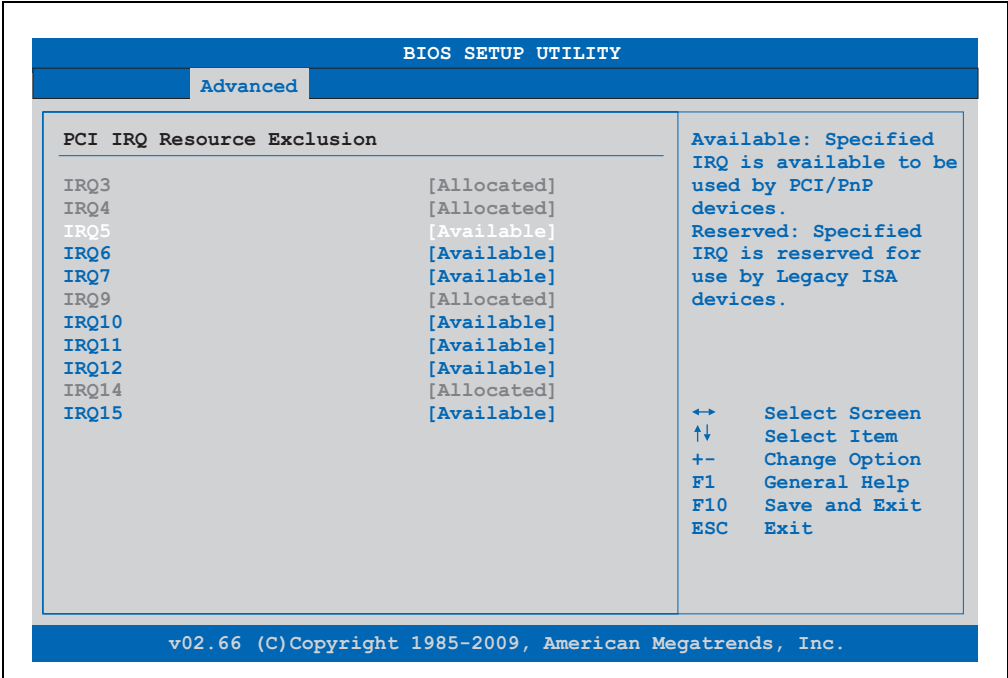 BIOS SETUP UTILITY
Advanced
PCI IRQ Resource Exclusion
IRQ3 [Allocated]
IRQ4 [Allocated]
IRQ5 [Available]
IRQ6 [Available]
IRQ7 [Available]
IRQ9 [Allocated]
IRQ10 [Available]
IRQ11 [Available]
IRQ12 [Available]
IRQ14 [Allocated]
IRQ15 [Available]
Available: Specified
IRQ is available to be
used by PCI/PnP
devices.
Reserved: Specified
IRQ is reserved for
use by Legacy ISA
devices.
↔ Select Screen
↑↓ Select Item
+- Change Option
F1 General Help
F10 Save and Exit
ESC Exit
v02.66 (C)Copyright 1985-2009, American Megatrends, Inc.